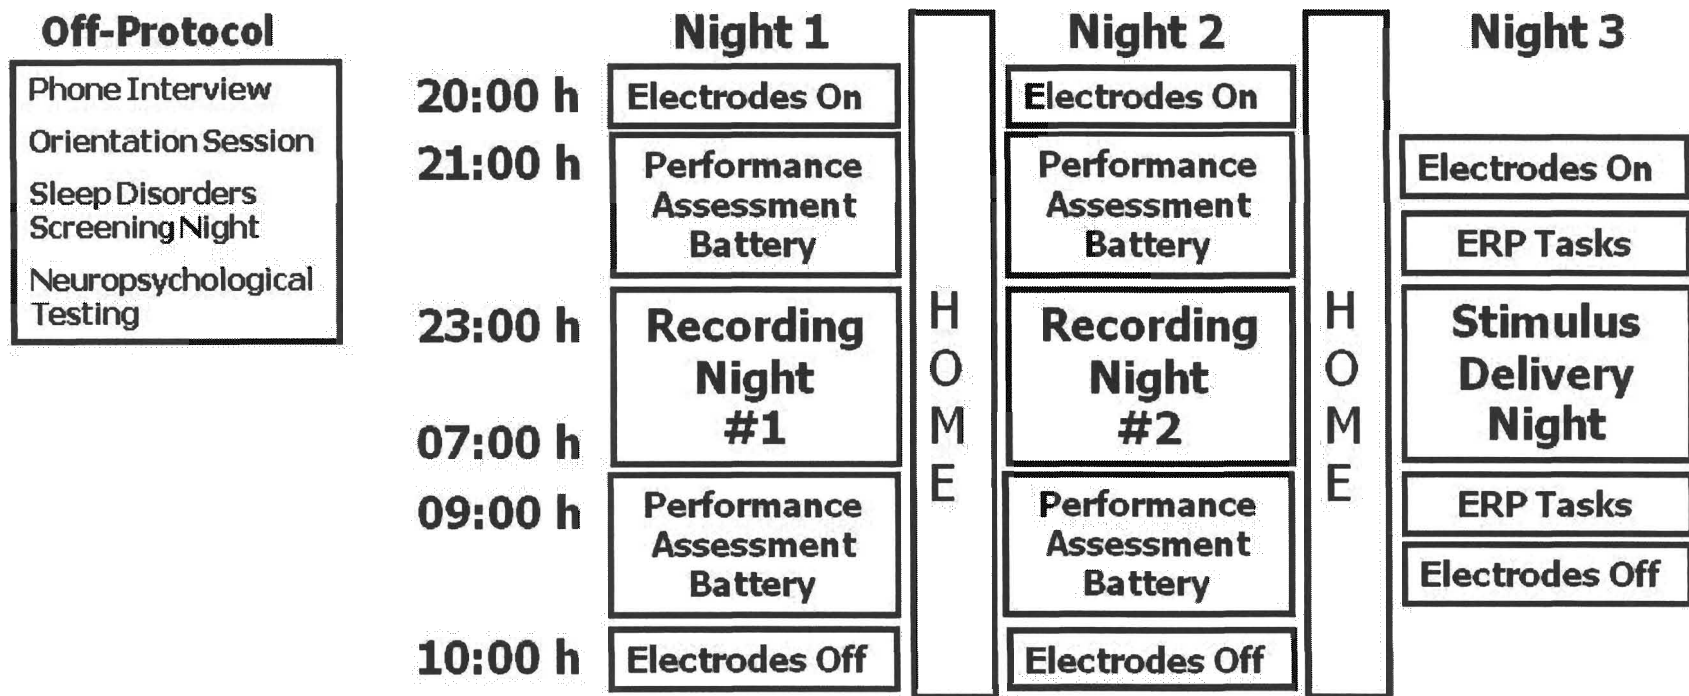 Off-Protocol
Phone Interview
Orientation Session
Sleep Disorders
Screening Night
Neuropsychological
Testing
20:00 h
21:00 h
23:00 h
07:00 h
09:00 h
10:00 h
Night 1
Electrodes On
Performance
Assessment
Battery
Recording
Night
#1
Performance
Assessment
Battery
Electrodes Off
HOME
Night 2
Electrodes On
Performance
Assessment
Battery
Recording
Night
#2
Performance
Assessment
Battery
Electrodes Off
HOME
Night 3
Electrodes On
ERP Tasks
Stimulus
Delivery
Night
ERP Tasks
Electrodes Off